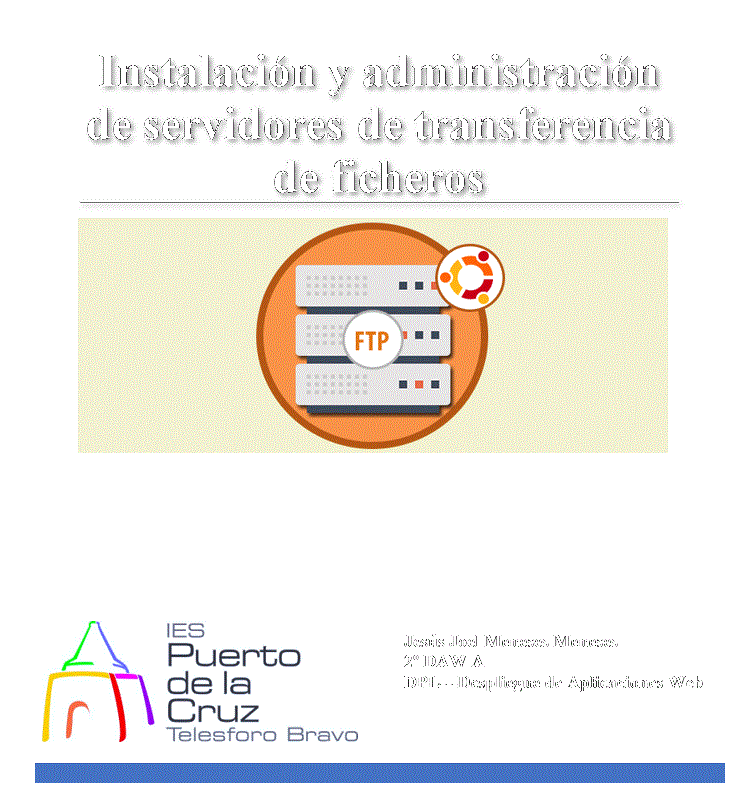 Instalación y administración
de servidores de transferencia
de ficheros
FTP
IES
Puerto
de la
Cruz
Telesforo Bravo
Jesús Joel Meneses Meneses
2º DAW A
DPL – Despliegue de Aplicaciones Web